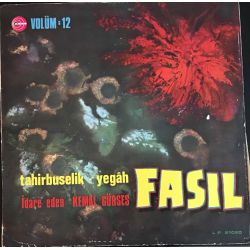 VOLÜM: 12
tahirbuselik - yegâh
İdare eden KEMAL GÜRSES
FASIL